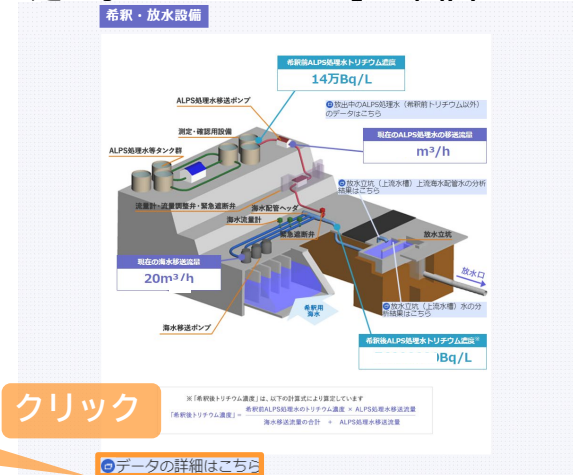 希釈・放水設備
希釈前ALPS処理水トリチウム濃度
14万Bq/L
ALPS処理水移送ポンプ
放出中のALPS処理水（希釈前トリチウム以外）
のデータはこちら
測定・確認用設備
現在のALPS処理水の移送流量
m³/h
ALPS処理水等タンク群
放水立坑（上流水槽）上流海水配管水の分析
結果はこちら
流量計・流量調整弁・緊急遮断弁
海水配管ヘッダ
海水流量計
緊急遮断弁
放水立坑
現在の海水移送流量
20m³/h
放水口
希釈用
海水
放水立坑（上流水槽）水の分
析結果はこちら
海水移送ポンプ
希釈後ALPS処理水トリチウム濃度※
Bq/L
※「希釈後トリチウム濃度」は、以下の計算式により算定しています
「希釈後トリチウム濃度」＝
希釈前ALPS処理水のトリチウム濃度 × ALPS処理水移送流量
海水移送流量の合計 + ALPS処理水移送流量
クリック
データの詳細はこちら